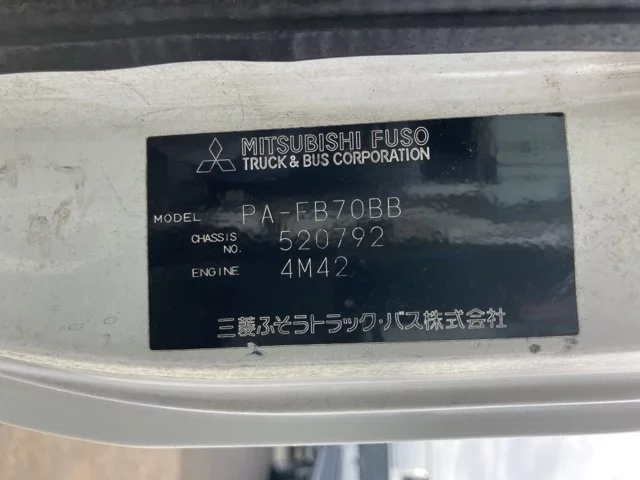 MITSUBISHI FUSO
TRUCK & BUS CORPORATION
MODEL PA-FB70BB
CHASSIS NO. 520792
ENGINE 4M42
三菱ふそうトラック・バス株式会社